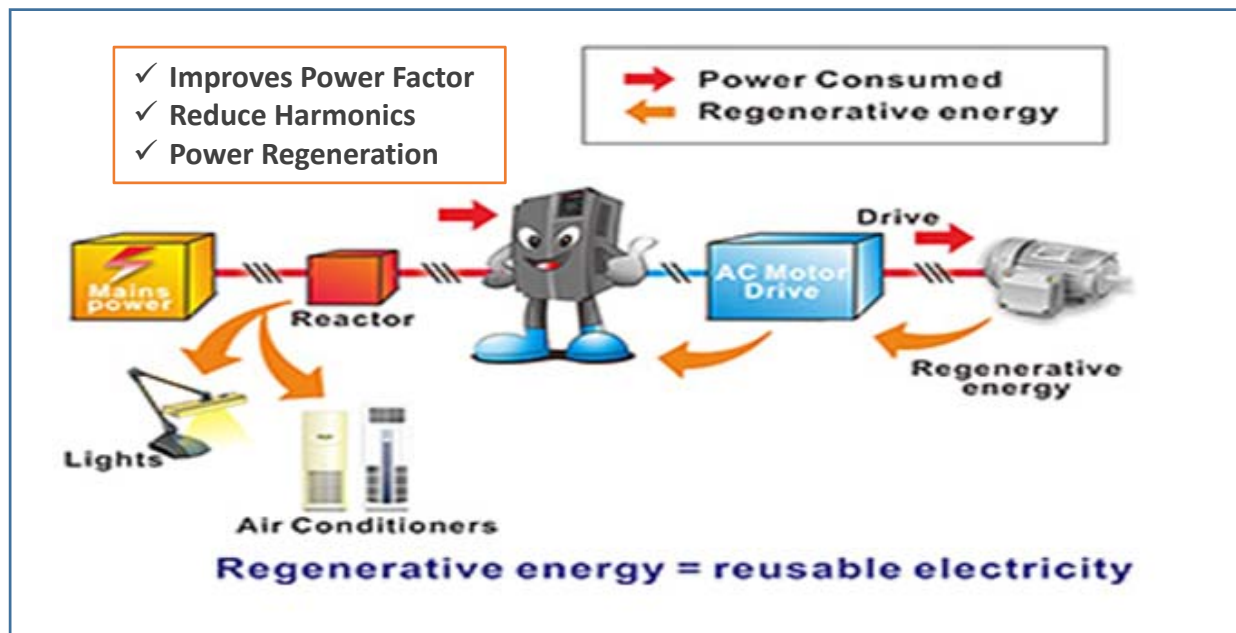 ✓ Improves Power Factor
✓ Reduce Harmonics
✓ Power Regeneration
Power Consumed
Regenerative energy
Drive
Mains
power
Reactor
AC Motor
Drive
Regenerative
energy
Lights
Air Conditioners
Regenerative energy = reusable electricity